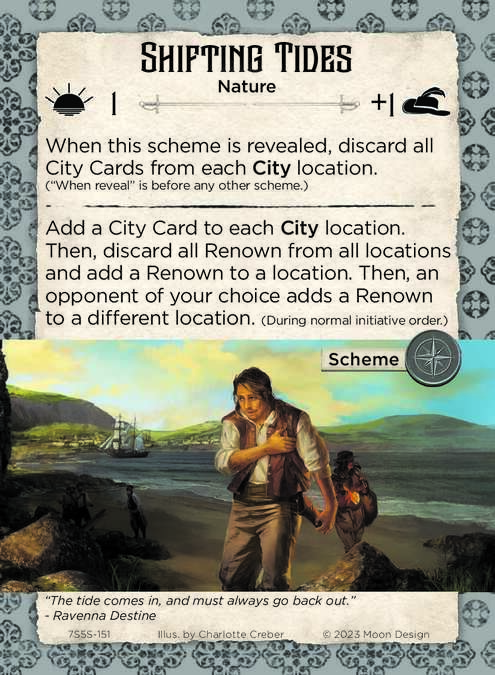 Shifting Tides
Nature
1
+1
When this scheme is revealed, discard all
City Cards from each City location.
(“When reveal” is before any other scheme.)
Add a City Card to each City location.
Then, discard all Renown from all locations
and add a Renown to a location. Then, an
opponent of your choice adds a Renown
to a different location. (During normal initiative order.)
Scheme
“The tide comes in, and must always go back out.”
- Ravenna Destine
7S5S-151 Illus. by Charlotte Creber © 2023 Moon Design